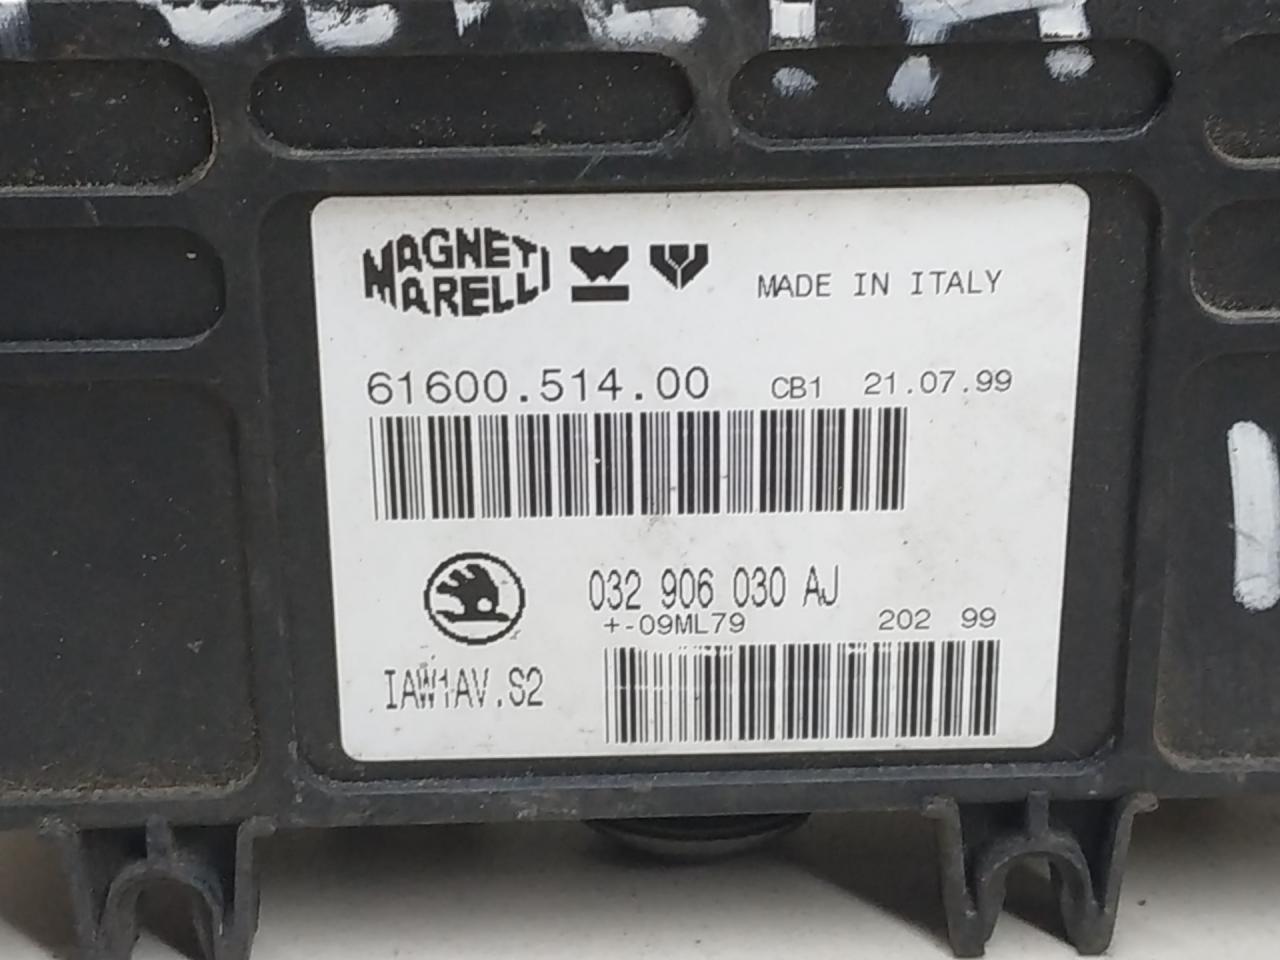 MAGNETI
MARELLI
MADE IN ITALY
61600.514.00 CB1 21.07.99
032 906 030 AJ
+-09ML79 202 99
IAW1AV.S2